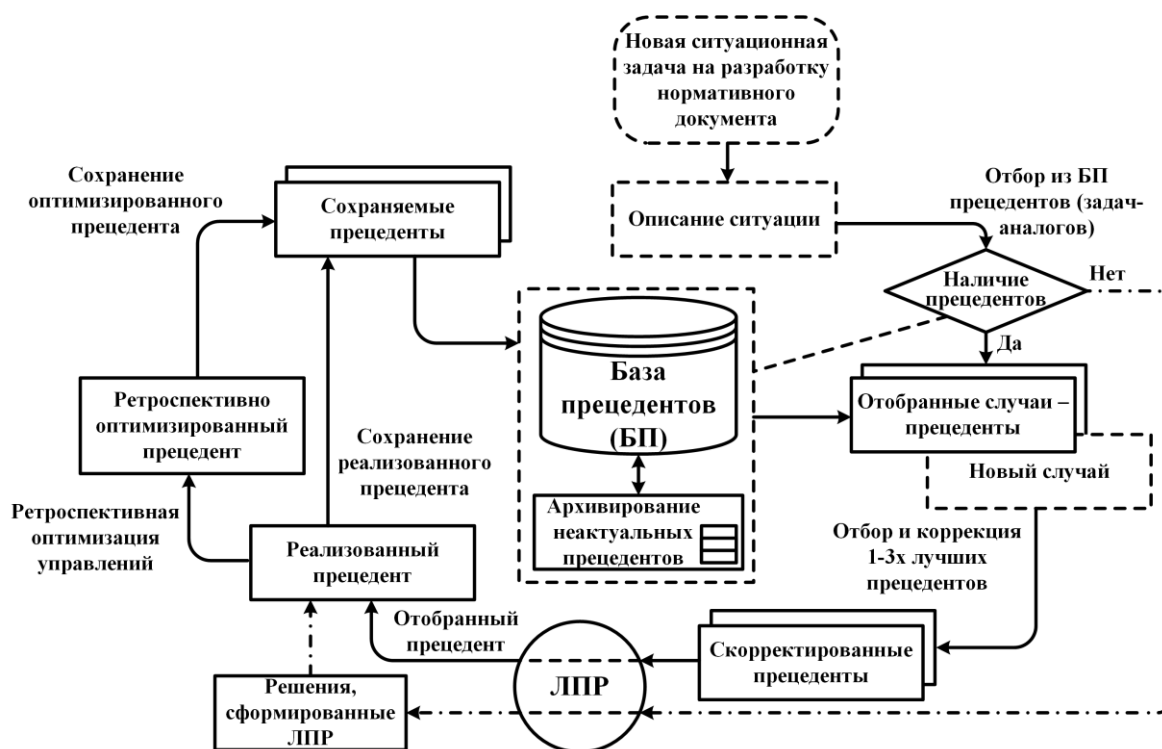 Новая ситуационная
задача на разработку
нормативного
документа
Сохранение
оптимизированного
прецедента
Сохраняемые
прецеденты
Описание ситуации
Отбор из БП
прецедентов (задач-
аналогов)
Наличие
прецедентов
Нет
Да
База
прецедентов
(БП)
Отобранные случаи –
прецеденты
Новый случай
Ретроспективно
оптимизированный
прецедент
Сохранение
реализованного
прецедента
Архивирование
неактуальных
прецедентов
Ретроспективная
оптимизация
управлений
Реализованный
прецедент
Отбор и коррекция
1-3х лучших
прецедентов
Отобранный
прецедент
ЛПР
Скорректированные
прецеденты
Решения,
сформированные
ЛПР